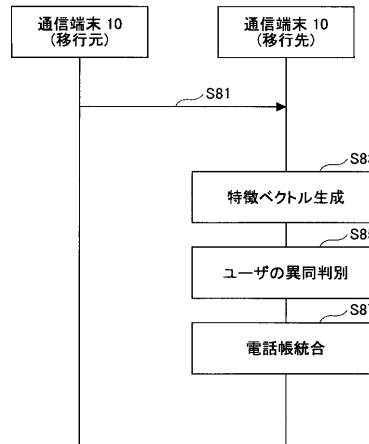 通信端末 10
(移行元)
通信端末 10
(移行先)
S81
特徴ベクトル生成
ユーザの異同判別
S85
電話帳統合